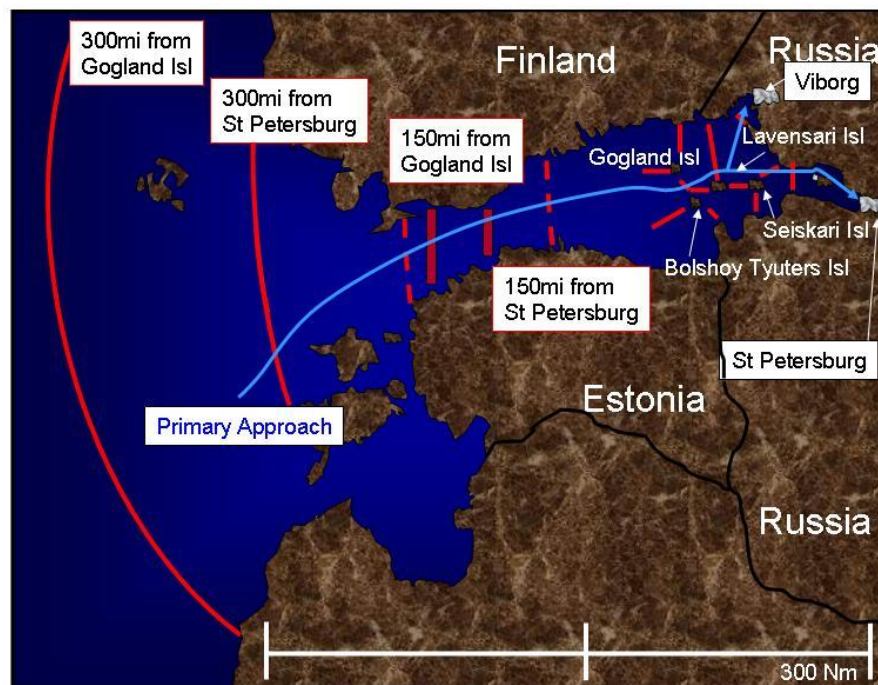 300mi from
Gogland Isl
300mi from
St Petersburg
150mi from
Gogland Isl
Finland
Russia
Viborg
Lavensari Isl
Gogland Isl
Seiskari Isl
Bolshoy Tyuters Isl
150mi from
St Petersburg
St Petersburg
Estonia
Primary Approach
Russia
300 Nm